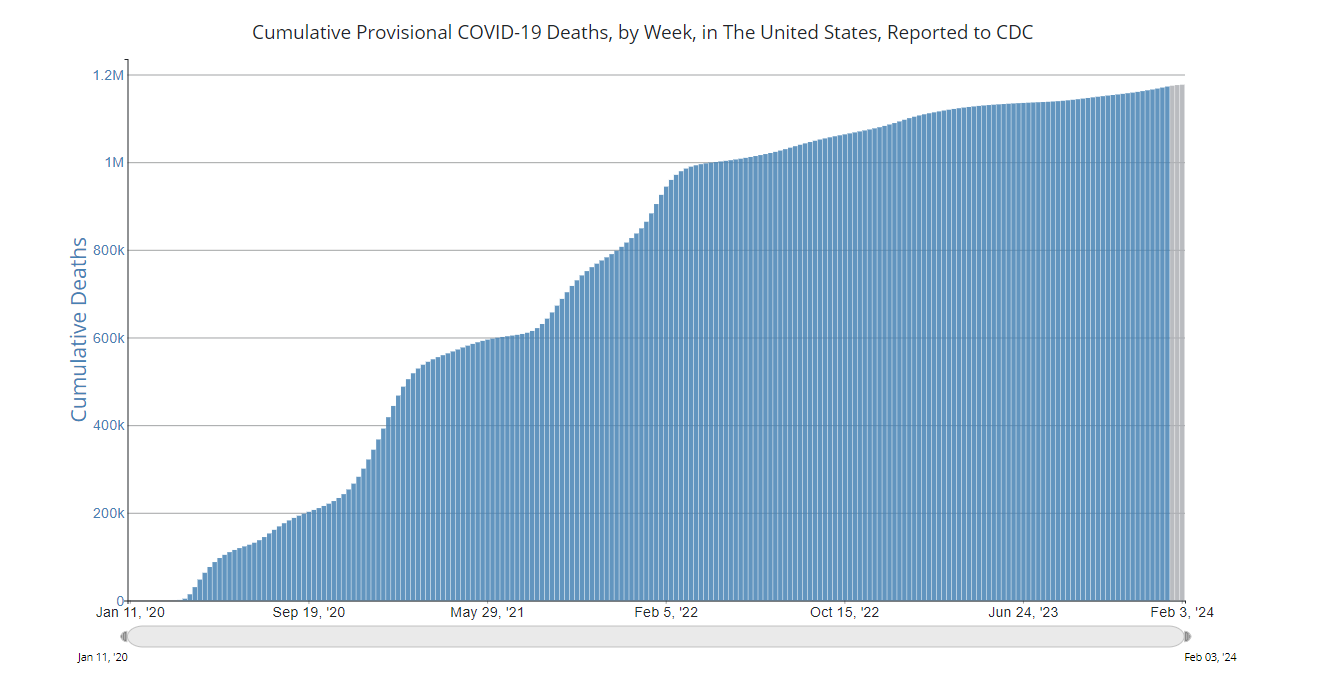 Cumulative Provisional COVID-19 Deaths, by Week, in The United States, Reported to CDC
Cumulative Deaths
1.2M
1M
800k
600k
400k
200k
0
Jan 11, '20 Sep 19, '20 May 29, '21 Feb 5, '22 Oct 15, '22 Jun 24, '23 Feb 3, '24
Jan 11, '20 Feb 03, '24